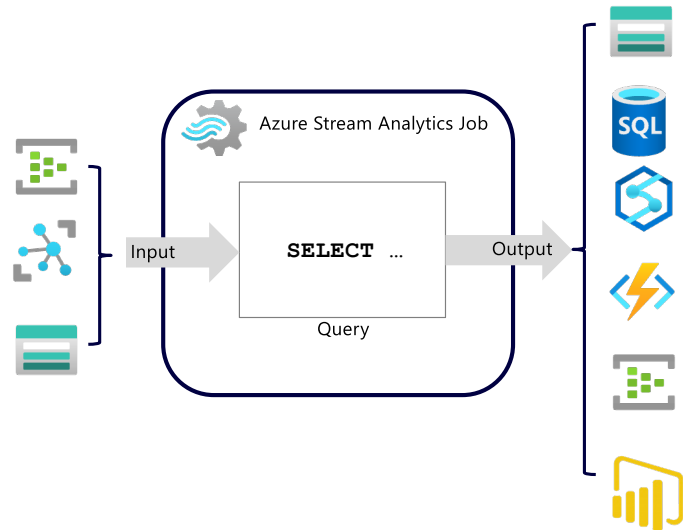 Azure Stream Analytics Job
SQL
Input
SELECT ...
Output
Query